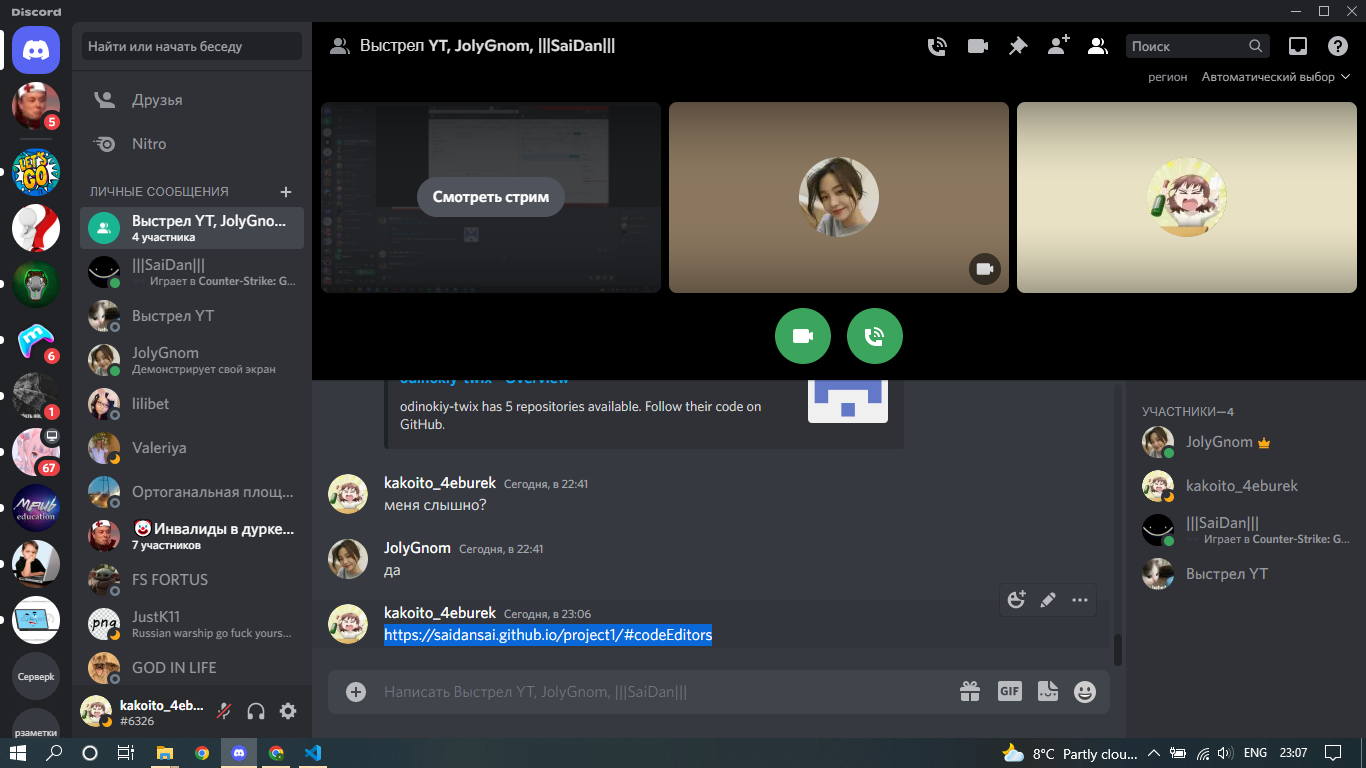 Discord
Найти или начать беседу
Друзья
Nitro
ЛИЧНЫЕ СООБЩЕНИЯ
Выстрел YT, JolyGno...
4 участника
|||SaiDan|||
Играет в Counter-Strike: G...
Выстрел YT
JolyGnom
Демонстрирует свой экран
lilibet
Valeriya
Ортоганальная площ...
🤡Инвалиды в дурке...
7 участников
FS FORTUS
JustK11
Russian warship go fuck yours...
GOD IN LIFE
kakoito_4eb...
#6326
5
LET'S
GO
6
1
67
education
png
Серверк
рзаметки
Выстрел YT, JolyGnom, |||SaiDan|||
Поиск
регион Автоматический выбор
Смотреть стрим
odinokiy-twix - Overview
odinokiy-twix has 5 repositories available. Follow their code on
GitHub.
kakoito_4eburek Сегодня, в 22:41
меня слышно?
JolyGnom Сегодня, в 22:41
да
kakoito_4eburek Сегодня, в 23:06
https://saidansai.github.io/project1/#codeEditors
Написать Выстрел YT, JolyGnom, |||SaiDan|||
GIF
УЧАСТНИКИ—4
JolyGnom
kakoito_4eburek
|||SaiDan|||
Играет в Counter-Strike: G...
Выстрел YT
8°C Partly clou...
ENG
23:07